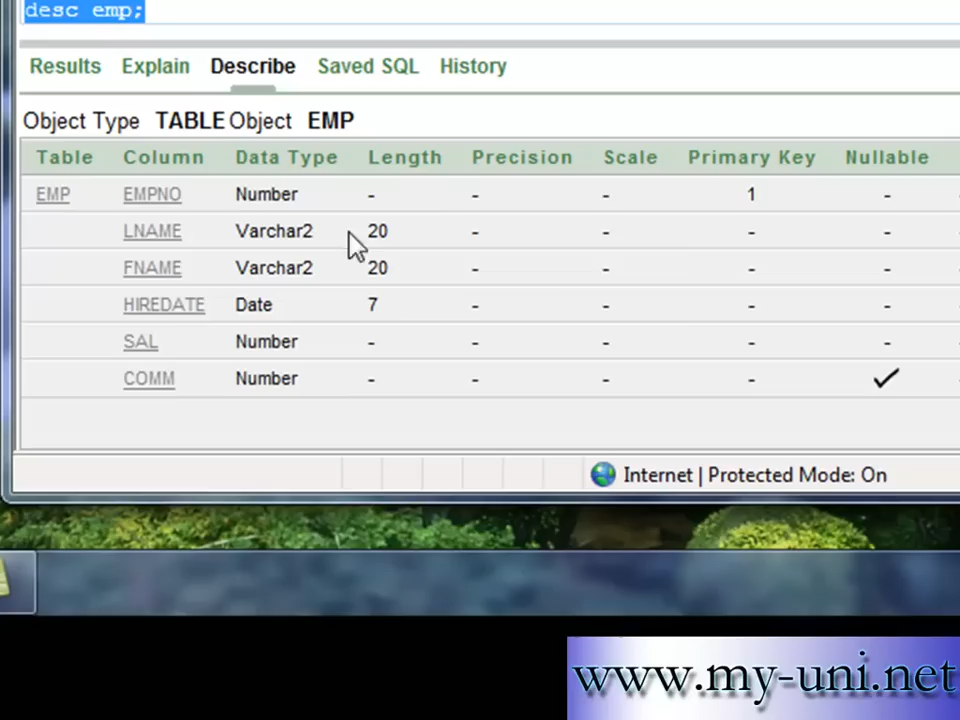 desc emp;
Results Explain Describe Saved SQL History
Object Type TABLE Object EMP
Table Column Data Type Length Precision Scale Primary Key Nullable
EMP EMPNO Number - - - 1 - -
LNAME Varchar2 20 - - - - -
FNAME Varchar2 20 - - - - -
HIREDATE Date 7 - - - - -
SAL Number - - - - - -
COMM Number - - - - ✓ -
Internet | Protected Mode: On
www.my-uni.net